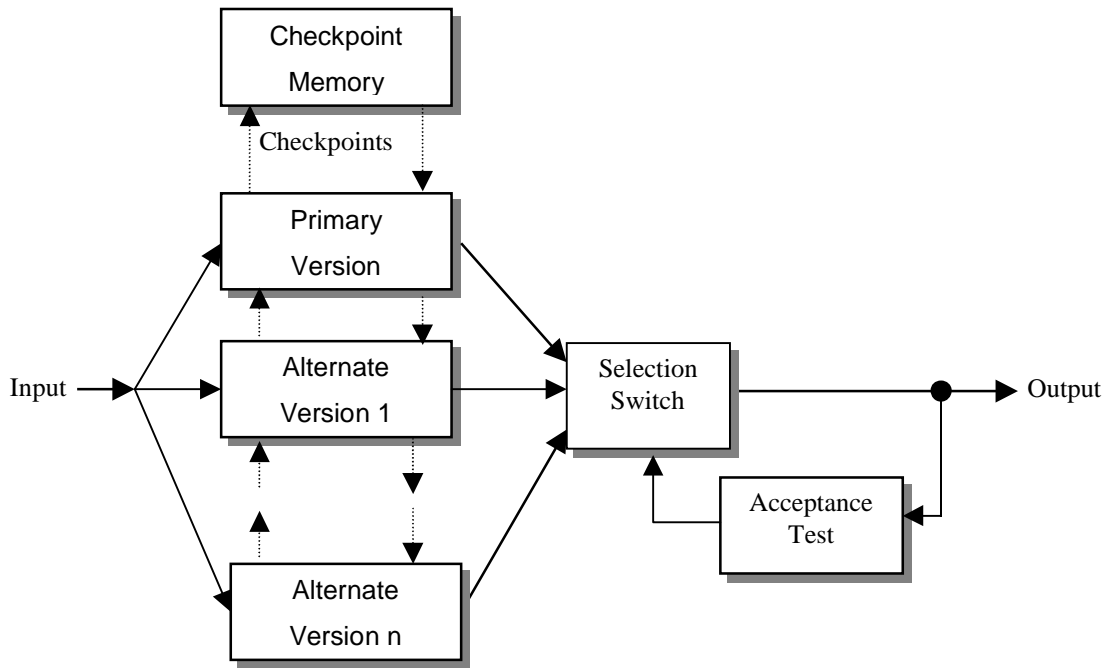 Checkpoint
Memory
Checkpoints
Primary
Version
Input
Alternate
Version 1
Selection
Switch
Output
Acceptance
Test
Alternate
Version n